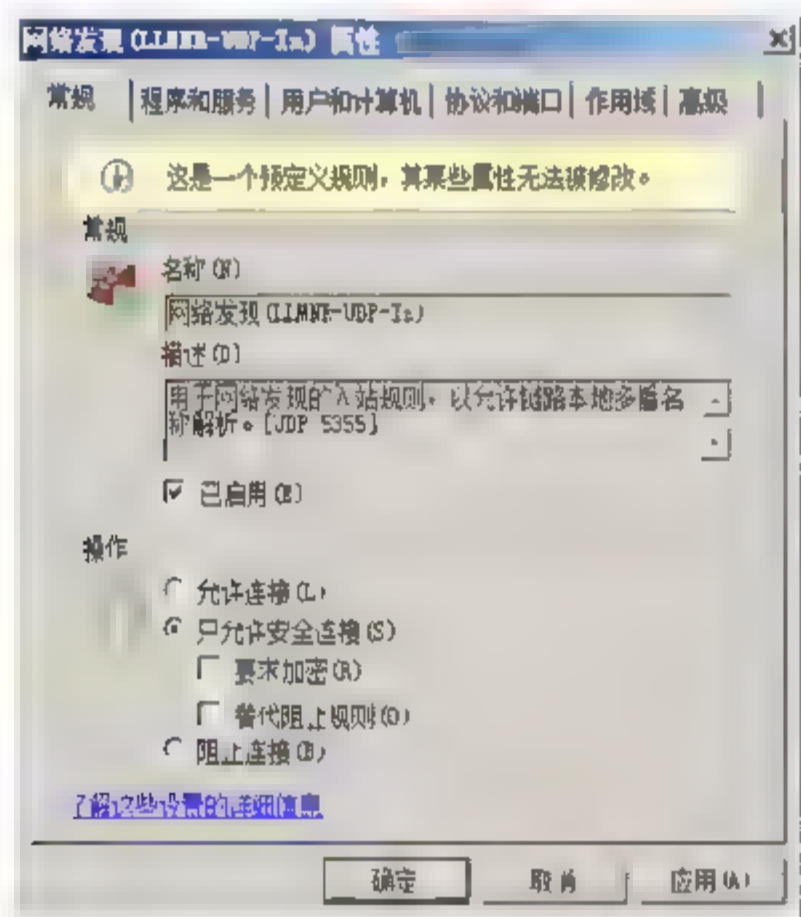 网络发现(LLMNR-UDP-In) 属性
常规 程序和服务 用户和计算机 协议和端口 作用域 高级
这是一个预定义规则，其某些属性无法被修改。
常规
名称(N)
网络发现(LLMNR-UDP-In)
描述(D)
用于网络发现的入站规则，以允许链路本地多播名
称解析。[UDP 5355]
已启用(E)
操作
允许连接(L)
只允许安全连接(S)
要求加密(R)
替代阻止规则(O)
阻止连接(B)
了解这些设置的详细信息
确定 取消 应用(A)